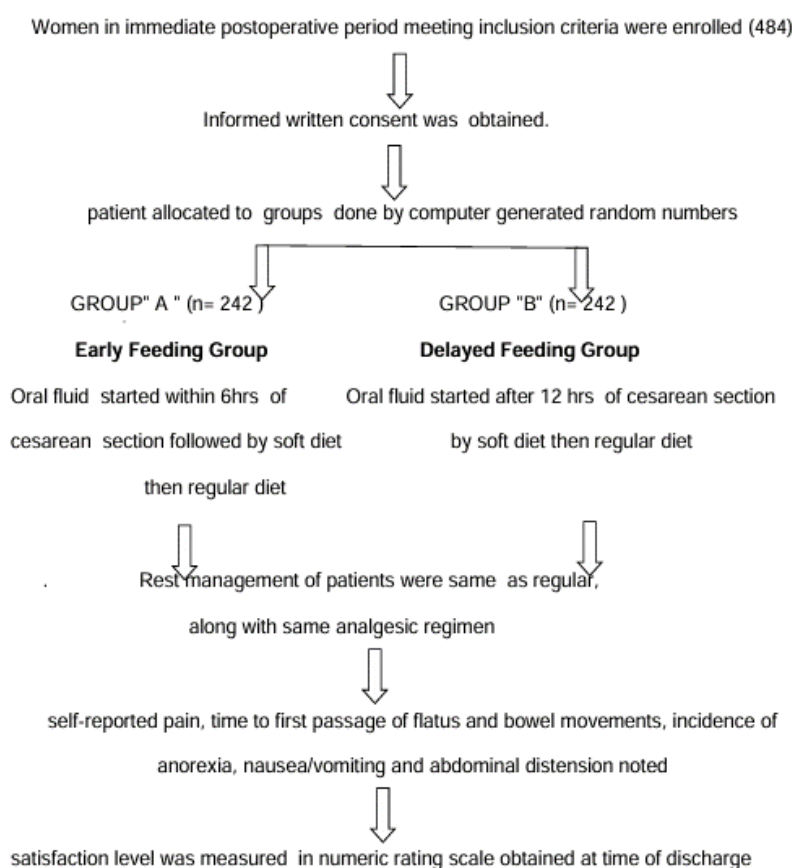 Women in immediate postoperative period meeting inclusion criteria were enrolled (484)
Informed written consent was obtained.
patient allocated to groups done by computer generated random numbers
GROUP" A " (n= 242 )
GROUP "B" (n= 242 )
Early Feeding Group
Delayed Feeding Group
Oral fluid started within 6hrs of
cesarean section followed by soft diet
then regular diet
Oral fluid started after 12 hrs of cesarean section
by soft diet then regular diet
Rest management of patients were same as regular,
along with same analgesic regimen
self-reported pain, time to first passage of flatus and bowel movements, incidence of
anorexia, nausea/vomiting and abdominal distension noted
satisfaction level was measured in numeric rating scale obtained at time of discharge